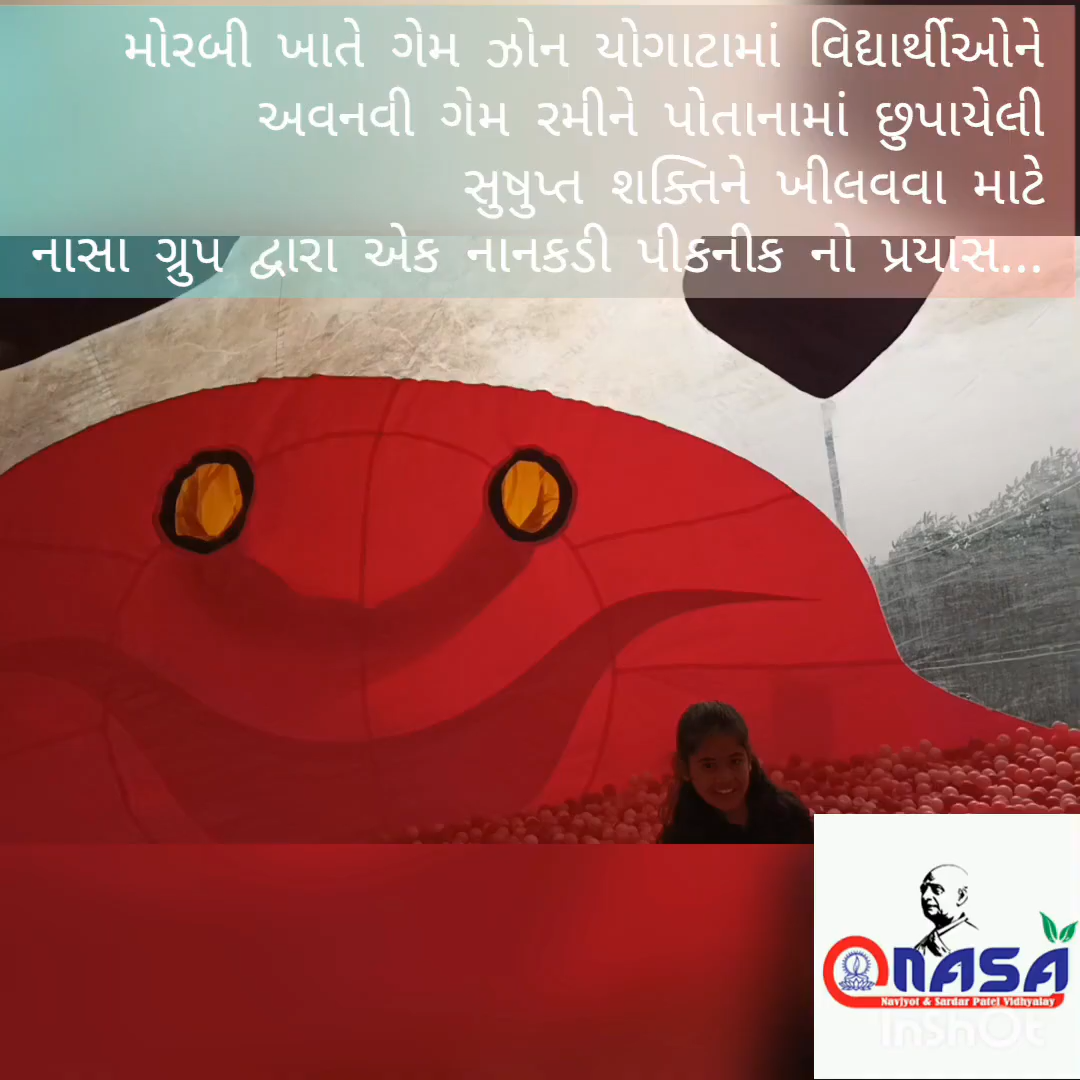 મોરબી ખાતે ગેમ ઝોન યોગાટામાં વિદ્યાર્થીઓને
અવનવી ગેમ રમીને પોતાનામાં છુપાયેલી
સુષુપ્ત શક્તિને ખીલવવા માટે
નાસા ગ્રુપ દ્વારા એક નાનકડી પીકનીક નો પ્રયાસ...
NASA
Navjyot & Sardar Patel Vidhyalay
InShOt